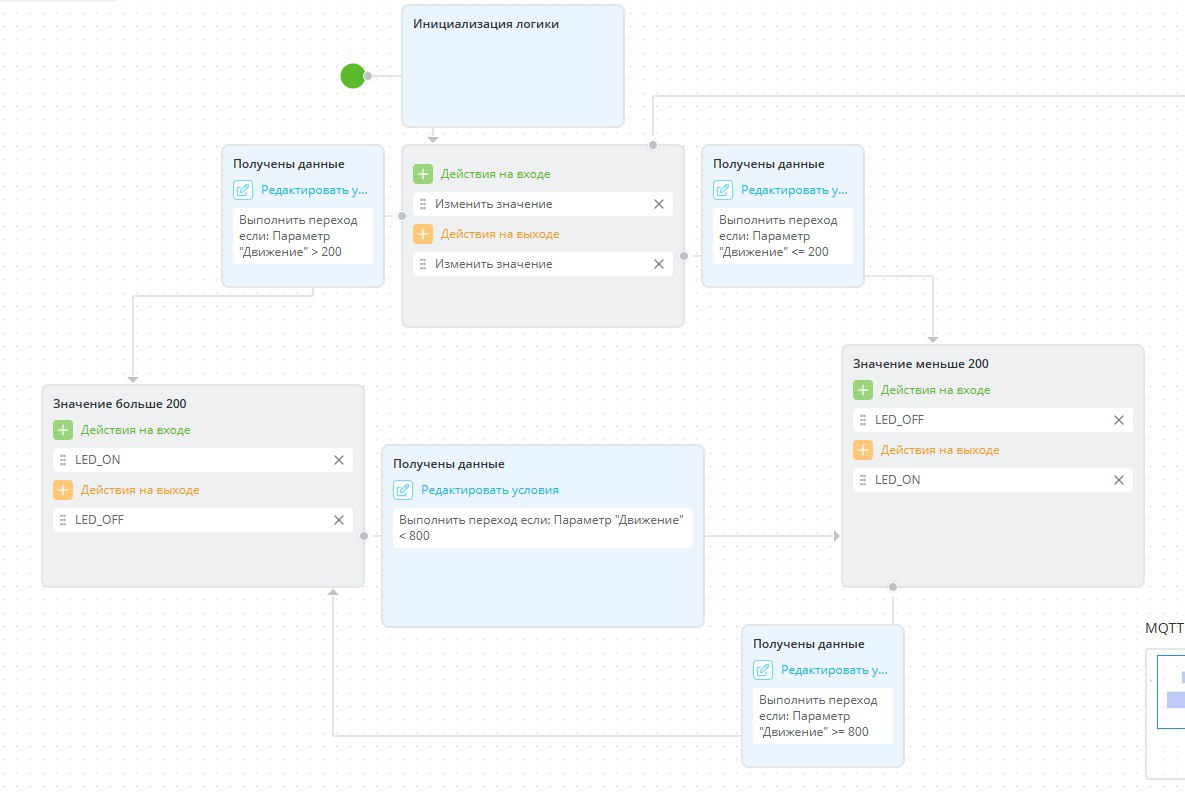 Инициализация логики
Получены данные
Редактировать у...
Выполнить переход
если: Параметр
"Движение" > 200
Действия на входе
Изменить значение
Действия на выходе
Изменить значение
Получены данные
Редактировать у...
Выполнить переход
если: Параметр
"Движение" <= 200
Значение больше 200
Действия на входе
LED_ON
Действия на выходе
LED_OFF
Получены данные
Редактировать условия
Выполнить переход если: Параметр "Движение"
< 800
Значение меньше 200
Действия на входе
LED_OFF
Действия на выходе
LED_ON
Получены данные
Редактировать у...
Выполнить переход
если: Параметр
"Движение" >= 800
MQTT